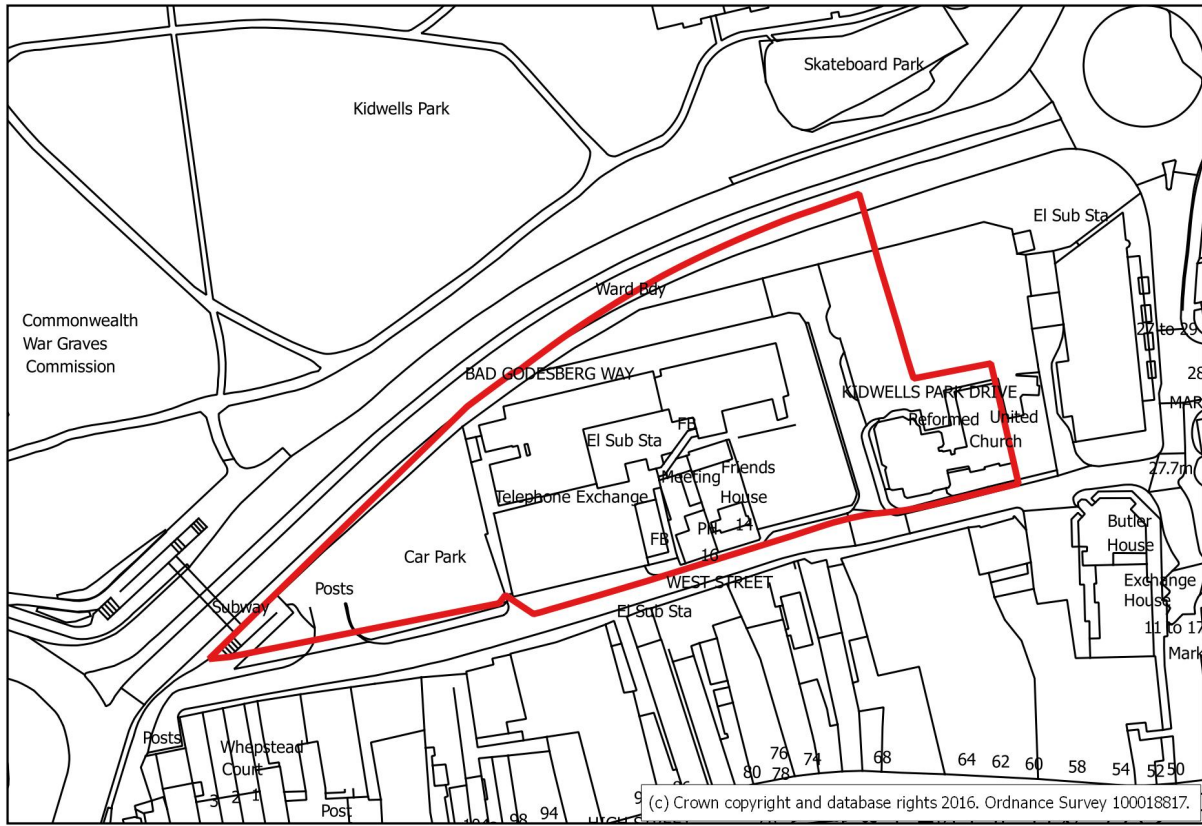 Skateboard Park
Kidwells Park
El Sub Sta
Ward Bdy
Commonwealth
War Graves
Commission
27 to 29
28
BAD GODESBERG WAY
KIDWELLS PARK DRIVE
MAR
Reformed United
Church
FB
El Sub Sta
Meeting
Friends
House
27.7m
Telephone Exchange
14
PH
16
FB
Butler
House
Car Park
WEST STREET
Exchange
House
11 to 17
Mark
Posts
Subway
El Sub Sta
Posts
Whepstead
Court
3 2 1
Post
76
78
80
74
68
64
62
60
58
54
52
50
98
94
(c) Crown copyright and database rights 2016. Ordnance Survey 100018817.